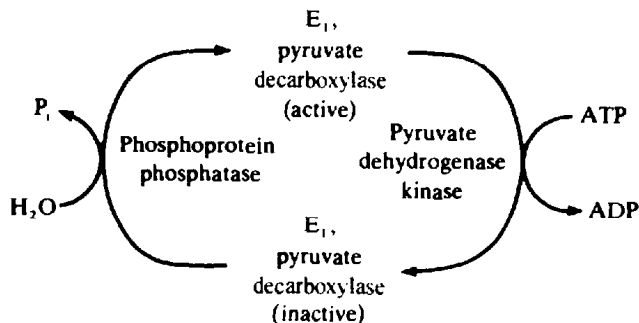 E₁,
pyruvate
decarboxylase
(active)
Pᵢ
ATP
Phosphoprotein
phosphatase
Pyruvate
dehydrogenase
kinase
H₂O
ADP
E₁,
pyruvate
decarboxylase
(inactive)